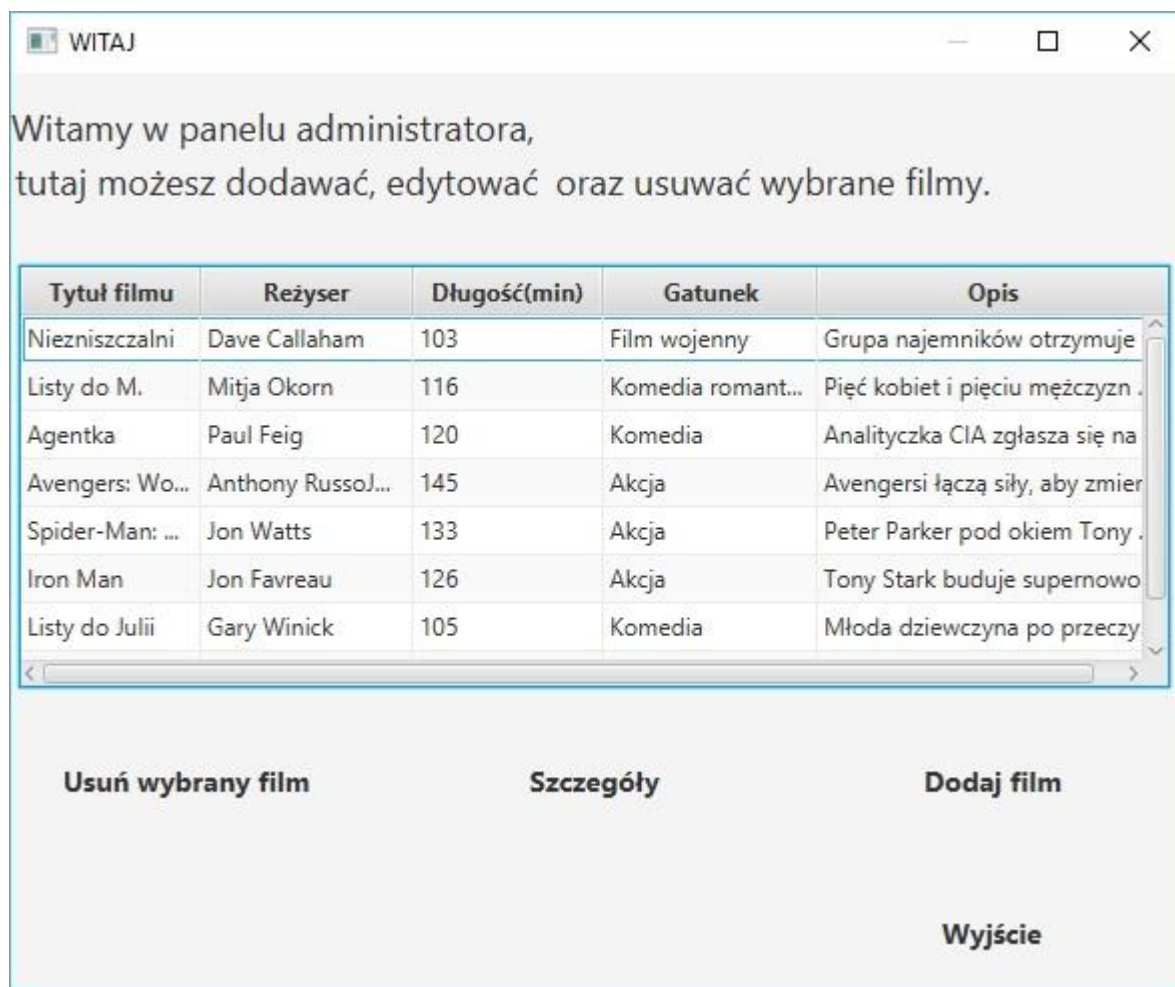 WITAJ
Witamy w panelu administratora,
tutaj możesz dodawać, edytować oraz usuwać wybrane filmy.
Tytuł filmu Reżyser Długość(min) Gatunek Opis
Niezniszczalni Dave Callaham 103 Film wojenny Grupa najemników otrzymuje
Listy do M. Mitja Okorn 116 Komedia romant... Pięć kobiet i pięciu mężczyzn .
Agentka Paul Feig 120 Komedia Analityczka CIA zgłasza się na
Avengers: Wo... Anthony RussoJ... 145 Akcja Avengersi łączą siły, aby zmier
Spider-Man: ... Jon Watts 133 Akcja Peter Parker pod okiem Tony .
Iron Man Jon Favreau 126 Akcja Tony Stark buduje supernowo
Listy do Julii Gary Winick 105 Komedia Młoda dziewczyna po przeczy
Usuń wybrany film Szczegóły Dodaj film
Wyjście